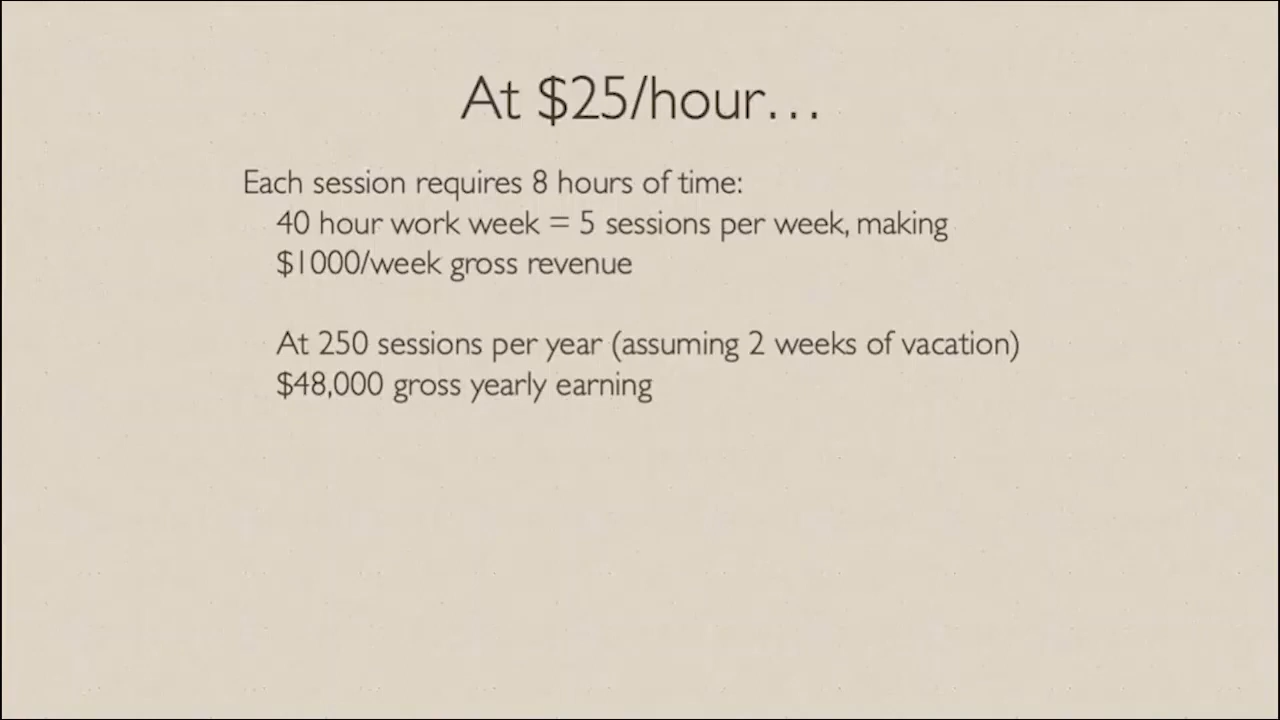 At $25/hour...
Each session requires 8 hours of time:
40 hour work week = 5 sessions per week, making
$1000/week gross revenue
At 250 sessions per year (assuming 2 weeks of vacation)
$48,000 gross yearly earning